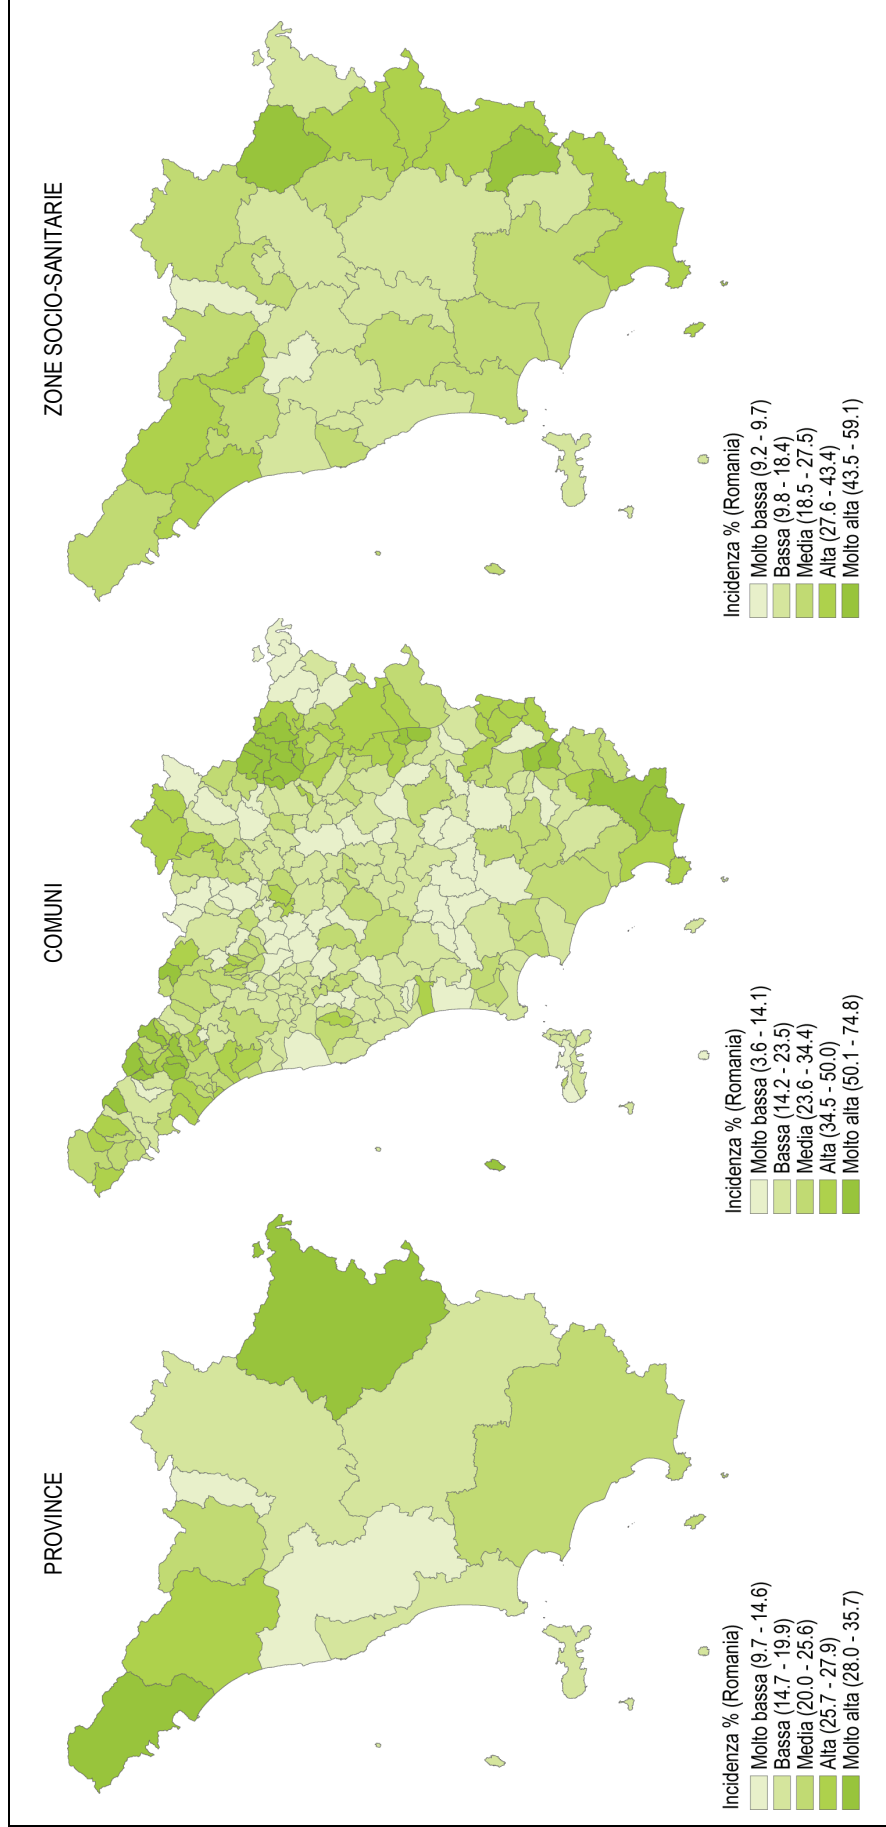 PROVINCE
Incidenza % (Romania)
Molto bassa (9.7 - 14.6)
Bassa (14.7 - 19.9)
Media (20.0 - 25.6)
Alta (25.7 - 27.9)
Molto alta (28.0 - 35.7)
COMUNI
Incidenza % (Romania)
Molto bassa (3.6 - 14.1)
Bassa (14.2 - 23.5)
Media (23.6 - 34.4)
Alta (34.5 - 50.0)
Molto alta (50.1 - 74.8)
ZONE SOCIO-SANITARIE
Incidenza % (Romania)
Molto bassa (9.2 - 9.7)
Bassa (9.8 - 18.4)
Media (18.5 - 27.5)
Alta (27.6 - 43.4)
Molto alta (43.5 - 59.1)